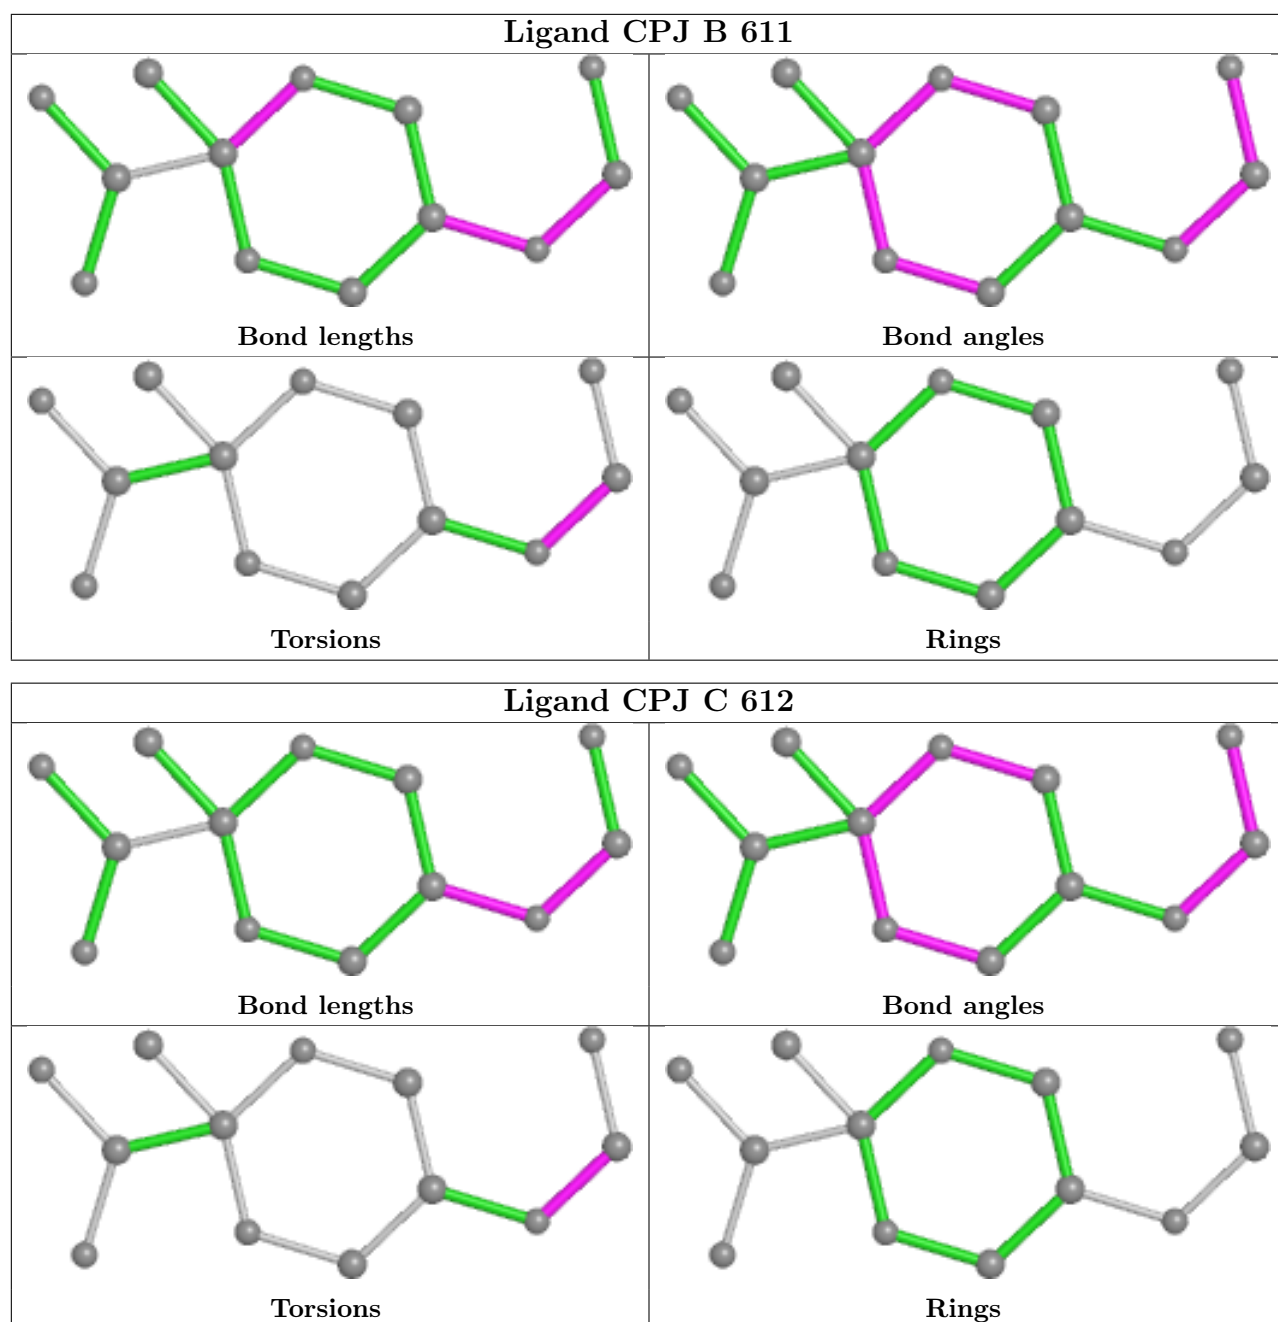 Ligand CPJ B 611
Bond lengths
Bond angles
Torsions
Rings
Ligand CPJ C 612
Bond lengths
Bond angles
Torsions
Rings